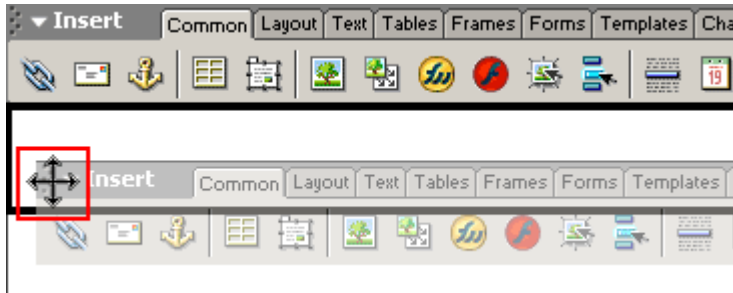 Insert Common Layout Text Tables Frames Forms Templates Cha
19
Insert Common Layout Text Tables Frames Forms Templates